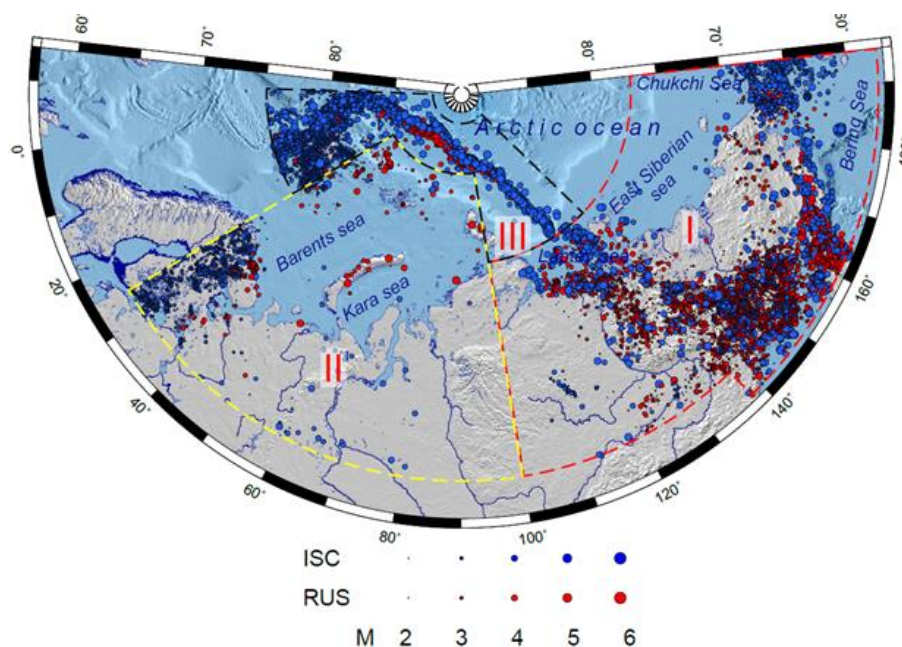 70°
80°
80°
70°
Chukchi Sea
Bering Sea
Arctic ocean
East Siberian
sea
0°
III
I
Laptev sea
Barents sea
Kara sea
II
20°
40°
60°
80°
100°
120°
140°
160°
ISC
RUS
M 2 3 4 5 6